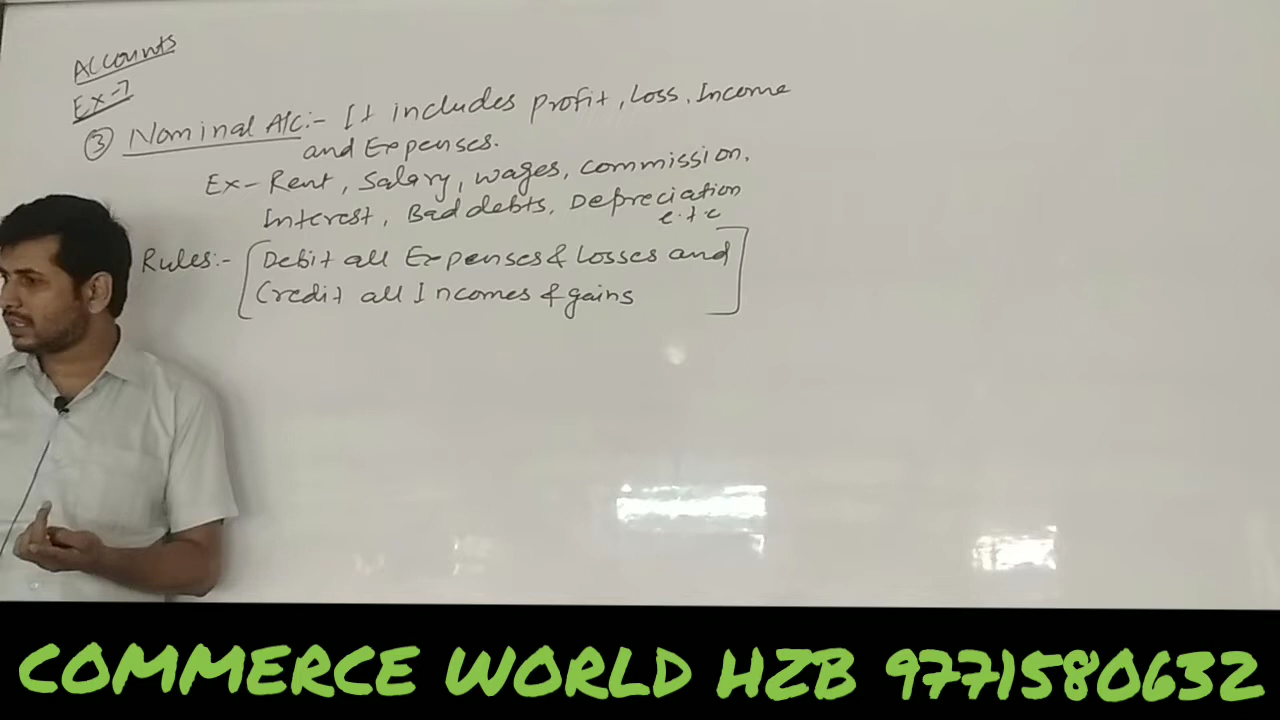 Accounts
Ex-7
③ Nominal A/c:- It includes profit, Loss, Income
and Expenses.
Ex- Rent, Salary, wages, commission,
Interest, Bad debts, Depreciation
e.t.c
Rules:- [Debit all Expenses & Losses and
Credit all Incomes & gains]
COMMERCE WORLD HZB 9771580632